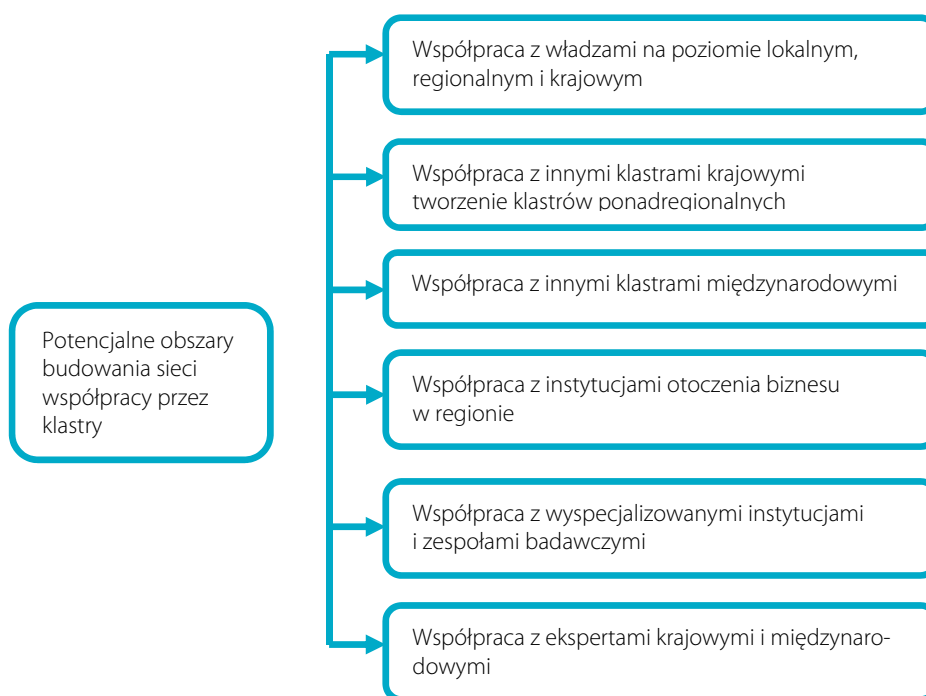 Współpraca z władzami na poziomie lokalnym,
regionalnym i krajowym
Współpraca z innymi klastrami krajowymi
tworzenie klastrów ponadregionalnych
Współpraca z innymi klastrami międzynarodowymi
Potencjalne obszary
budowania sieci
współpracy przez
klastry
Współpraca z instytucjami otoczenia biznesu
w regionie
Współpraca z wyspecjalizowanymi instytucjami
i zespołami badawczymi
Współpraca z ekspertami krajowymi i międzynaro-
dowymi